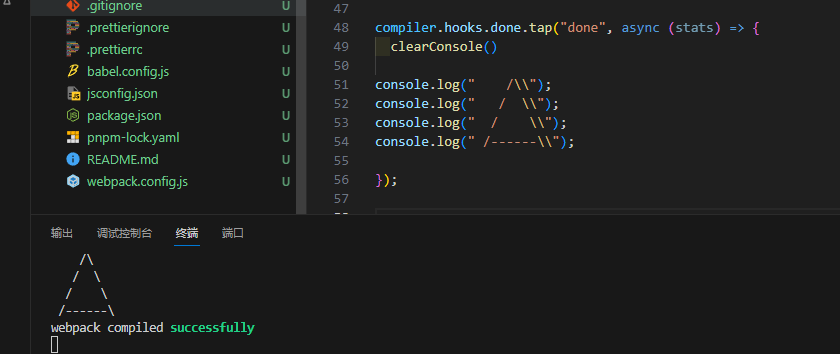 .gitignore U
.prettierignore U
.prettierrc U
babel.config.js U
jsconfig.json U
package.json U
pnpm-lock.yaml U
README.md U
webpack.config.js U
47
48 compiler.hooks.done.tap("done", async (stats) => {
49   clearConsole()
50
51 console.log("    /\\");
52 console.log("   /  \\");
53 console.log("  /    \\");
54 console.log(" /------\\");
55
56 });
57
输出 调试控制台 终端 端口
    /\
   /  \
  /    \
 /------\
webpack compiled successfully